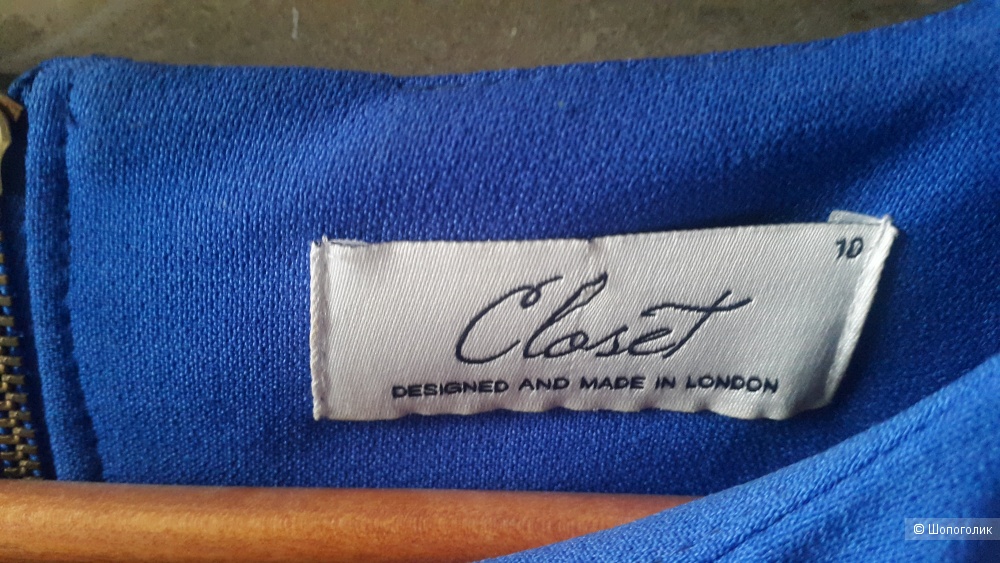 10
Closet
DESIGNED AND MADE IN LONDON
© Шопоголик